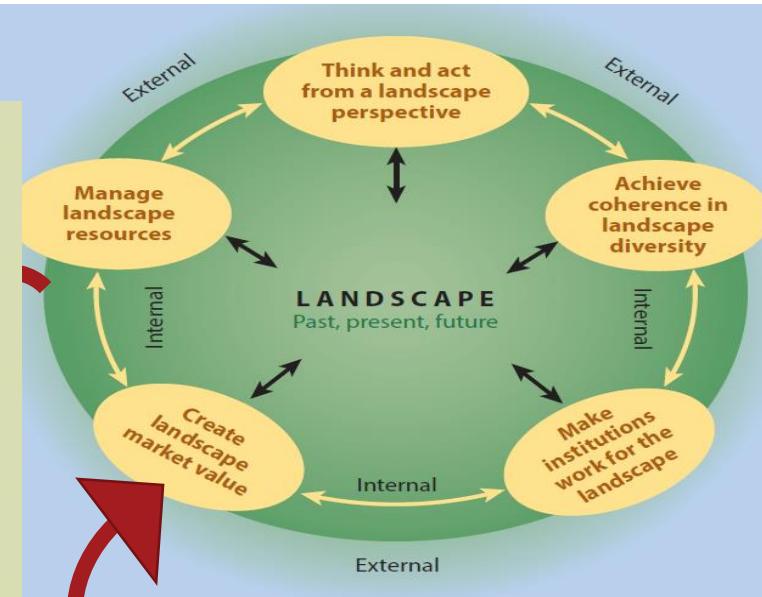 External
External
Think and act
from a landscape
perspective
Manage
landscape
resources
Achieve
coherence in
landscape
diversity
LANDSCAPE
Past, present, future
Internal
Internal
Create
landscape
market value
Make
institutions
work for the
landscape
Internal
External